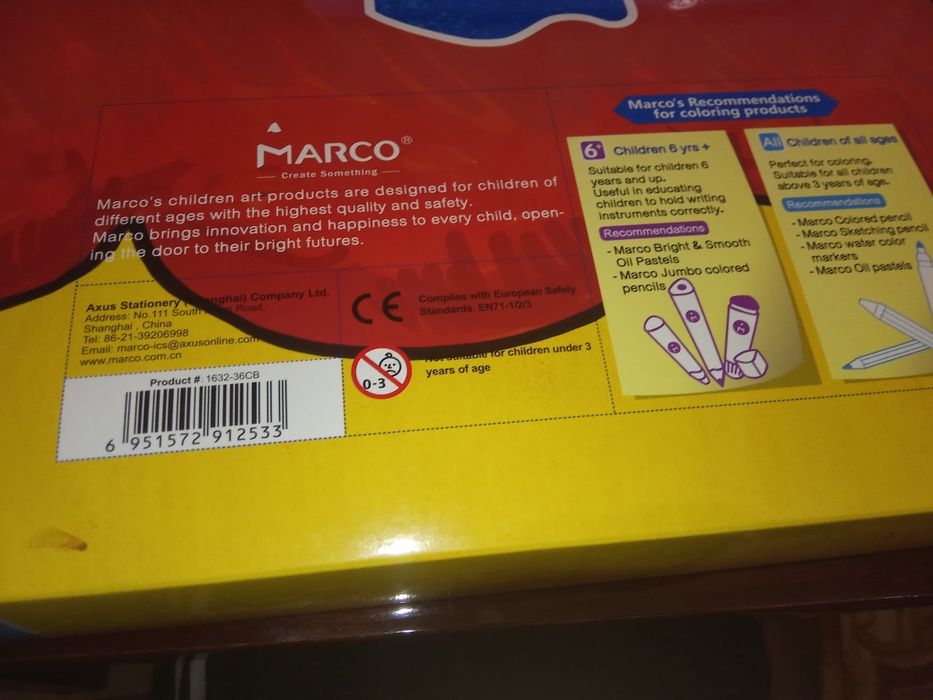 MARCO®
Create Something
Marco's children art products are designed for children of
different ages with the highest quality and safety.
Marco brings innovation and happiness to every child, open-
ing the door to their bright futures.
Axus Stationery Company Ltd.
Address: No.111 South Road,
Shanghai , China
Tel: 86-21-39206998
Email: marco-ics@axusonline.com
www.marco.com.cn
Product #: 1632-36CB
6 951572 912533
CE
Complies with European Safety
Standards. EN71-1/2/3
0-3
Not suitable for children under 3
years of age
Marco's Recommendations
for coloring products
6+ Children 6 yrs +
Suitable for children 6
years and up.
Useful in educating
children to hold writing
instruments correctly.
Recommendations
- Marco Bright & Smooth
Oil Pastels
- Marco Jumbo colored
pencils
All Children of all ages
Perfect for coloring.
Suitable for all children
above 3 years of age.
Recommendations
- Marco Colored pencil
- Marco Sketching pencil
- Marco water color
markers
- Marco Oil pastels